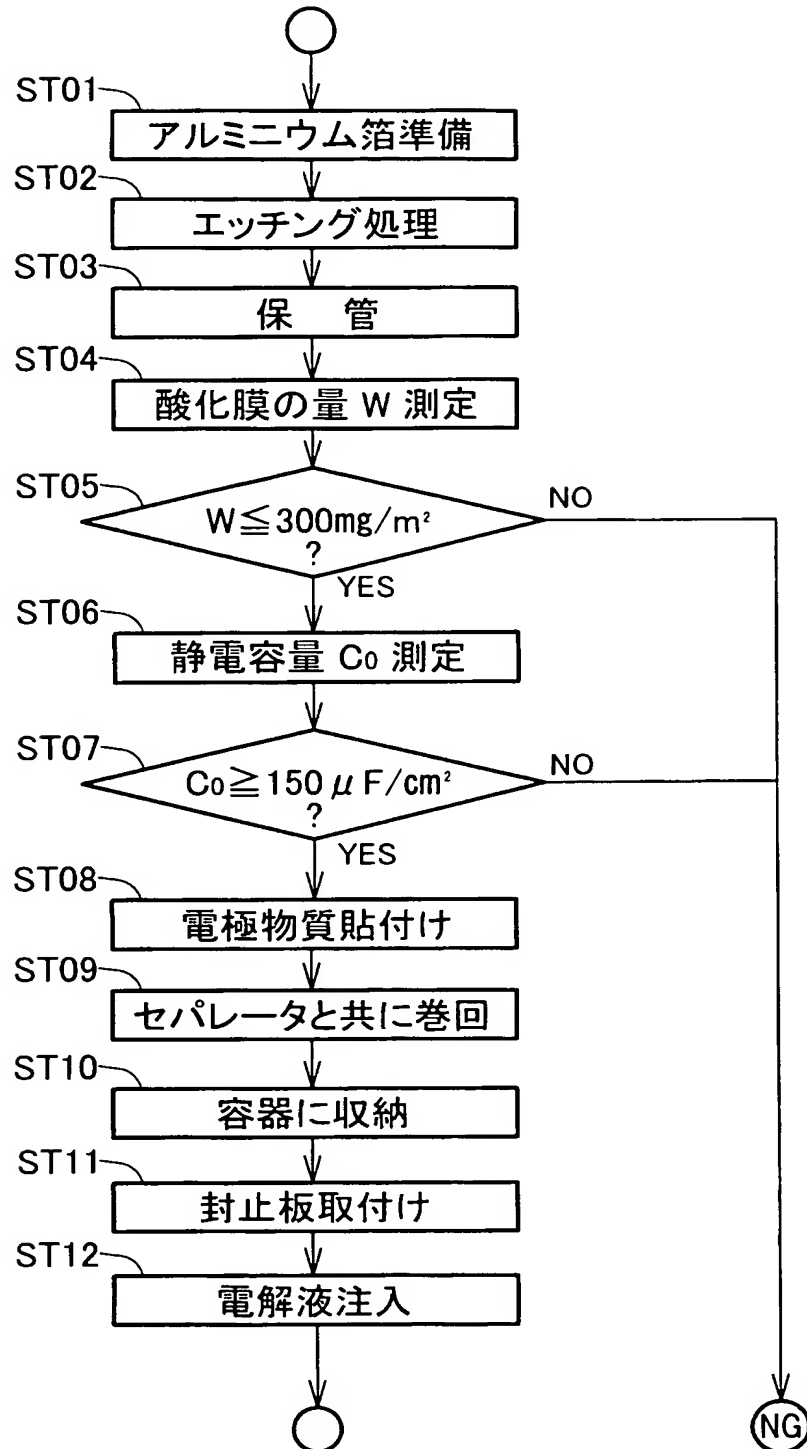 ST01
アルミニウム箔準備
ST02
エッチング処理
ST03
保 管
ST04
酸化膜の量 W 測定
ST05
W≦300mg/m²
?
NO
YES
ST06
静電容量 C₀ 測定
ST07
C₀≧150μF/cm²
?
NO
YES
ST08
電極物質貼付け
ST09
セパレータと共に巻回
ST10
容器に収納
ST11
封止板取付け
ST12
電解液注入
NG